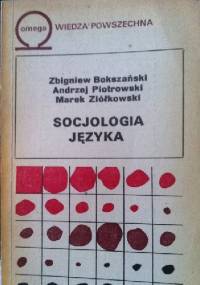 omega
WIEDZA POWSZECHNA
Zbigniew Bokszański
Andrzej Piotrowski
Marek Ziółkowski
SOCJOLOGIA
JĘZYKA